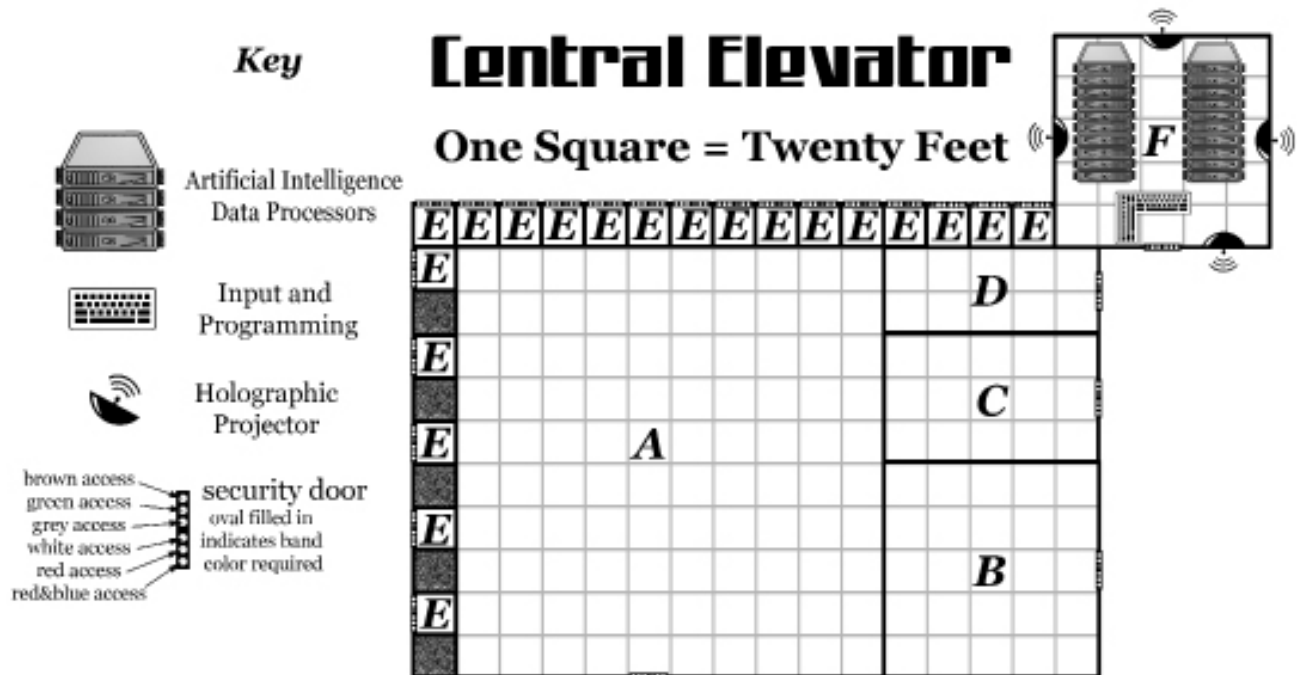 Key
Central Elevator
One Square = Twenty Feet
Artificial Intelligence
Data Processors
Input and
Programming
Holographic
Projector
brown access
green access
grey access
white access
red access
red&blue access
security door
oval filled in
indicates band
color required
F
E E E E E E E E E E E E E E E
E
D
E
C
E
A
E
B
E